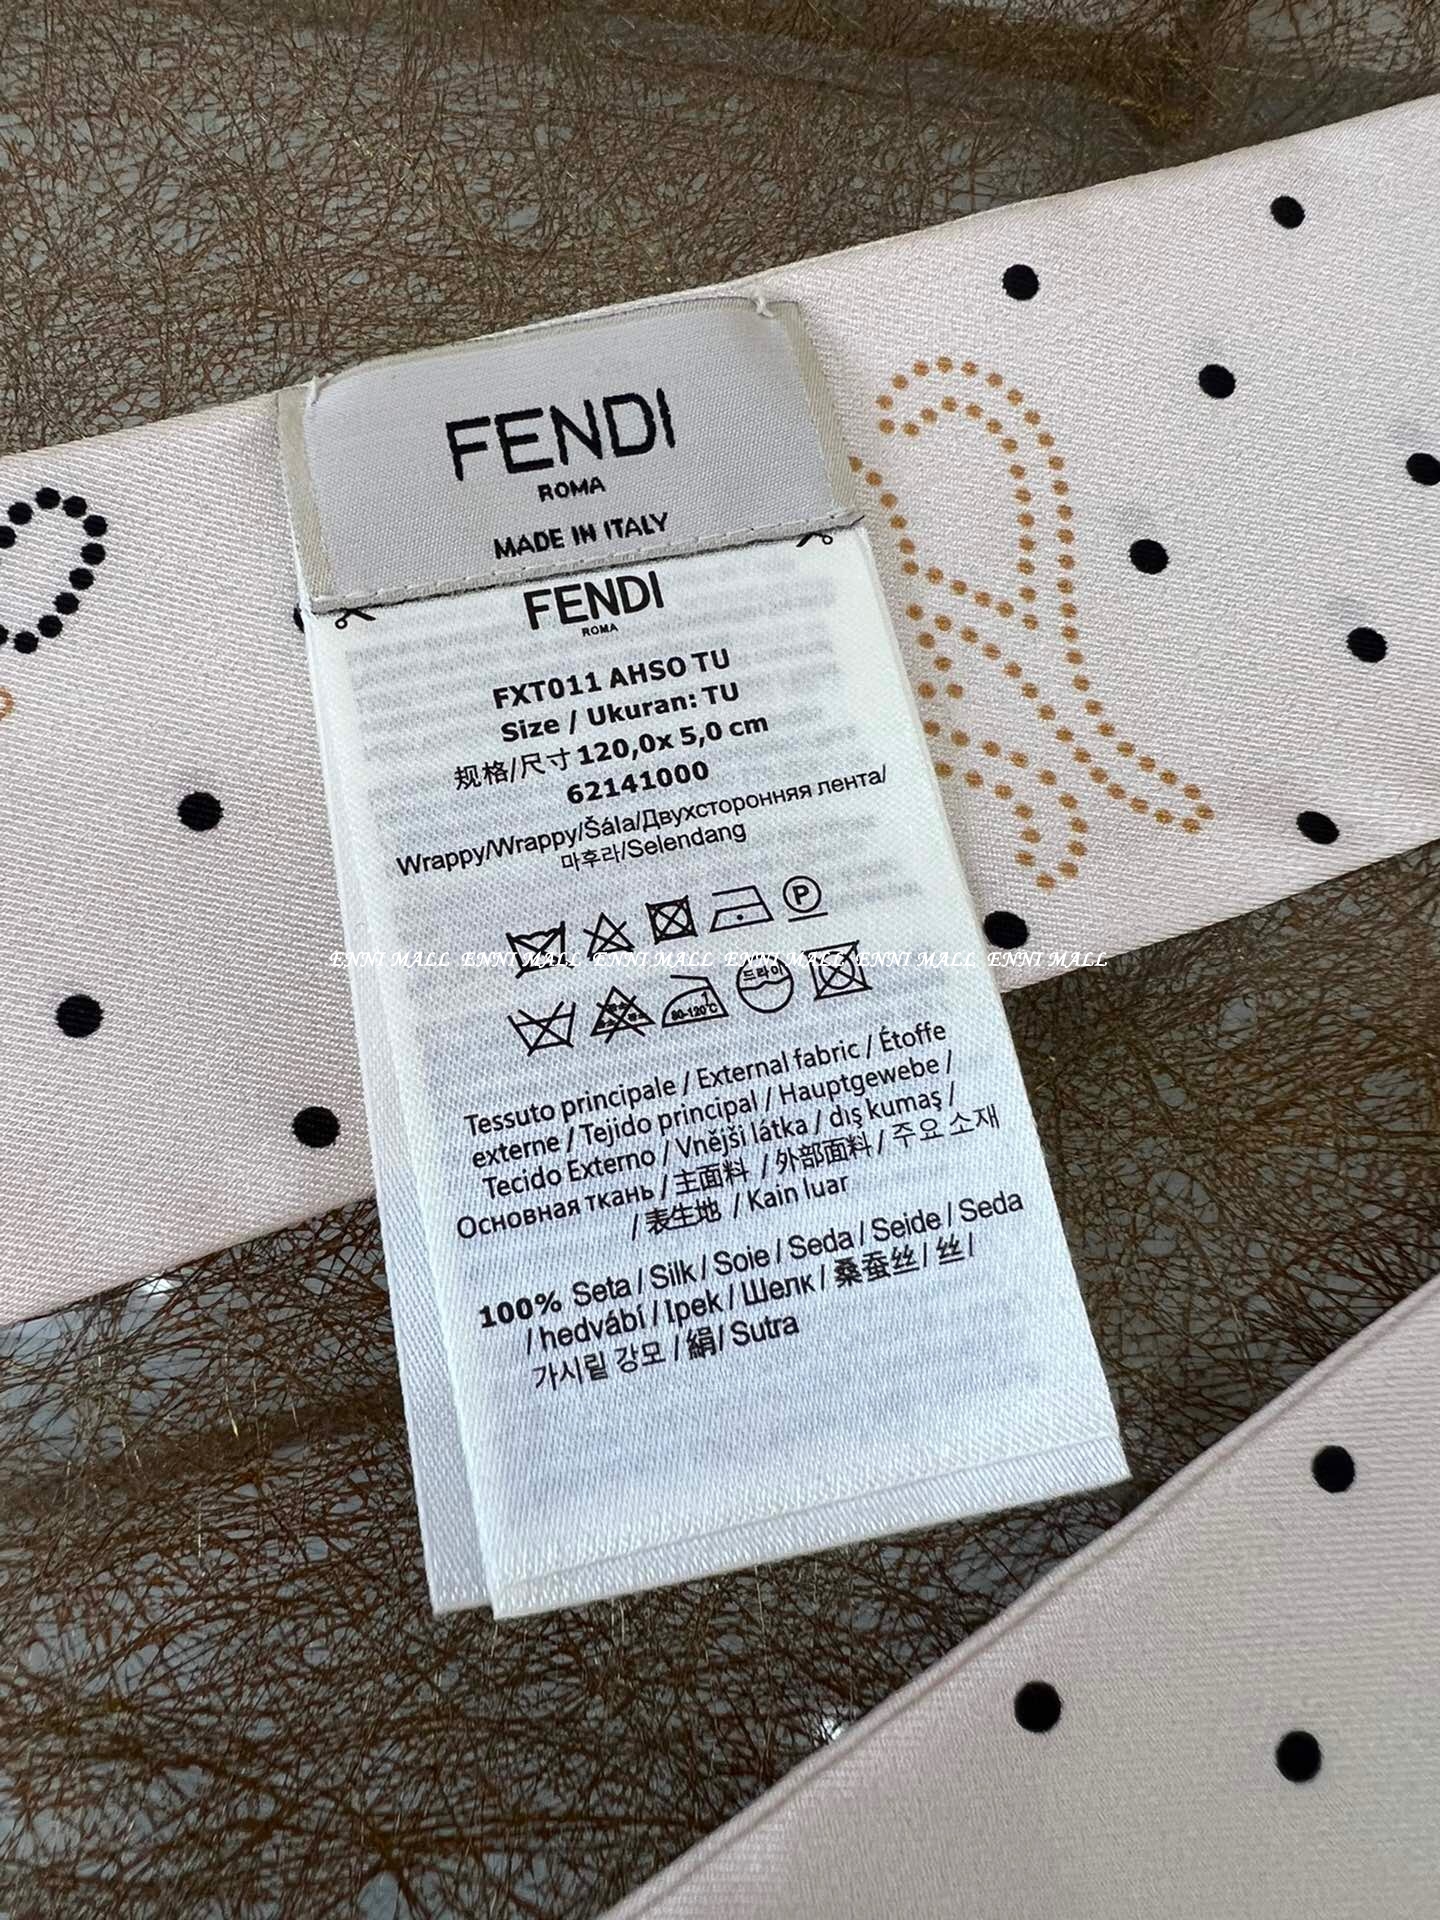 FENDI
ROMA
MADE IN ITALY
FENDI
ROMA
FXT011 AHSO TU
Size / Ukuran: TU
规格/尺寸 120,0x 5,0 cm
62141000
Wrappy/Wrappy/Šála/Двухсторонняя лента/
마후라/Selendang
P
드라이
80-120°C
ENNI MALL ENNI MALL ENNI MALL ENNI MALL ENNI MALL ENNI MALL
Tessuto principale / External fabric / Étoffe
externe / Tejido principal / Hauptgewebe /
Tecido Externo / Vnější látka / dış kumaş /
Основная ткань / 主面料 / 外部面料 / 주요 소재
/ 表生地 / Kain luar
100% Seta / Silk / Soie / Seda / Seide / Seda
/ hedvábí / Ipek / Шелк / 桑蚕丝 / 丝 /
가시릴 강모 / 絹 / Sutra